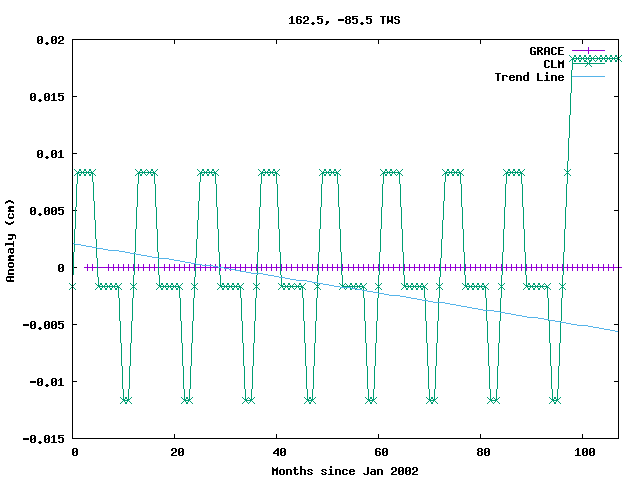 162.5, -85.5 TWS
GRACE
CLM
Trend Line
0.02
0.015
0.01
0.005
0
-0.005
-0.01
-0.015
Anomaly (cm)
0 20 40 60 80 100
Months since Jan 2002